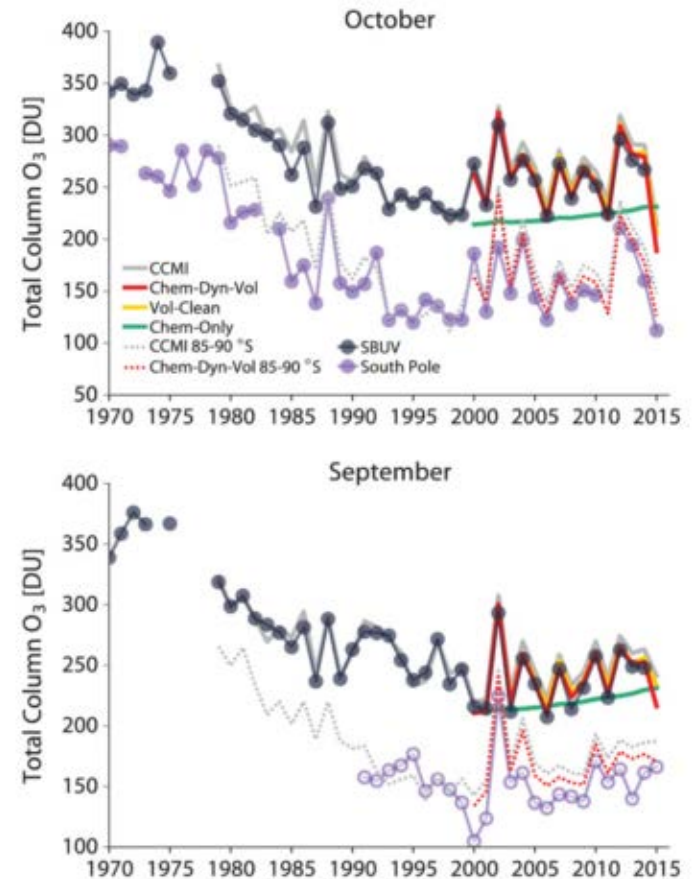 October
Total Column O₃ [DU]
400
350
300
250
200
150
100
50
CCMI
Chem-Dyn-Vol
Vol-Clean
Chem-Only
CCMI 85-90 °S
Chem-Dyn-Vol 85-90 °S
SBUV
South Pole
1970 1975 1980 1985 1990 1995 2000 2005 2010 2015
September
Total Column O₃ [DU]
400
350
300
250
200
150
100
1970 1975 1980 1985 1990 1995 2000 2005 2010 2015